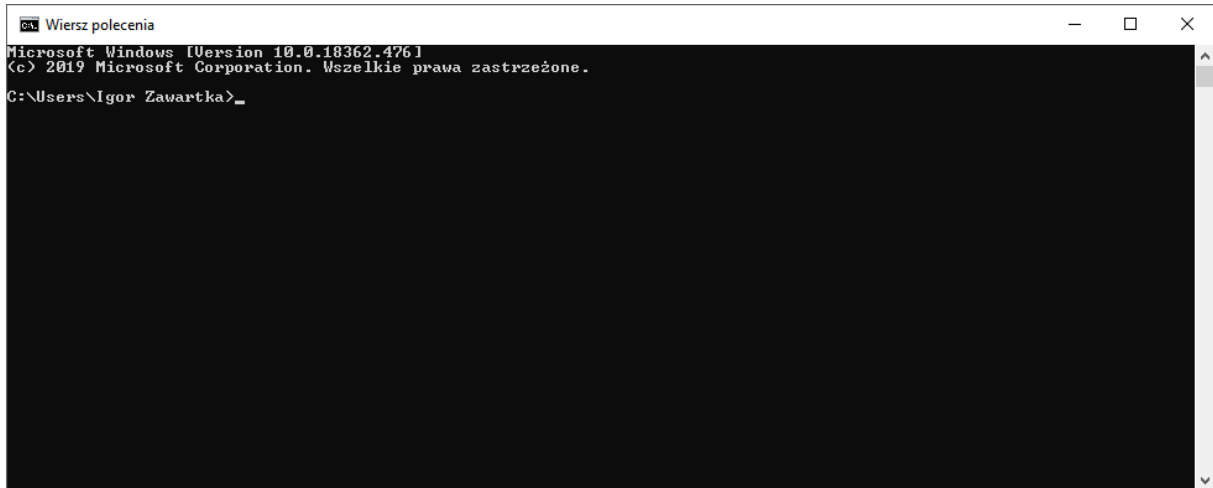 Wiersz polecenia
Microsoft Windows [Version 10.0.18362.476]
(c) 2019 Microsoft Corporation. Wszelkie prawa zastrzeżone.
C:\Users\Igor Zawartka>_